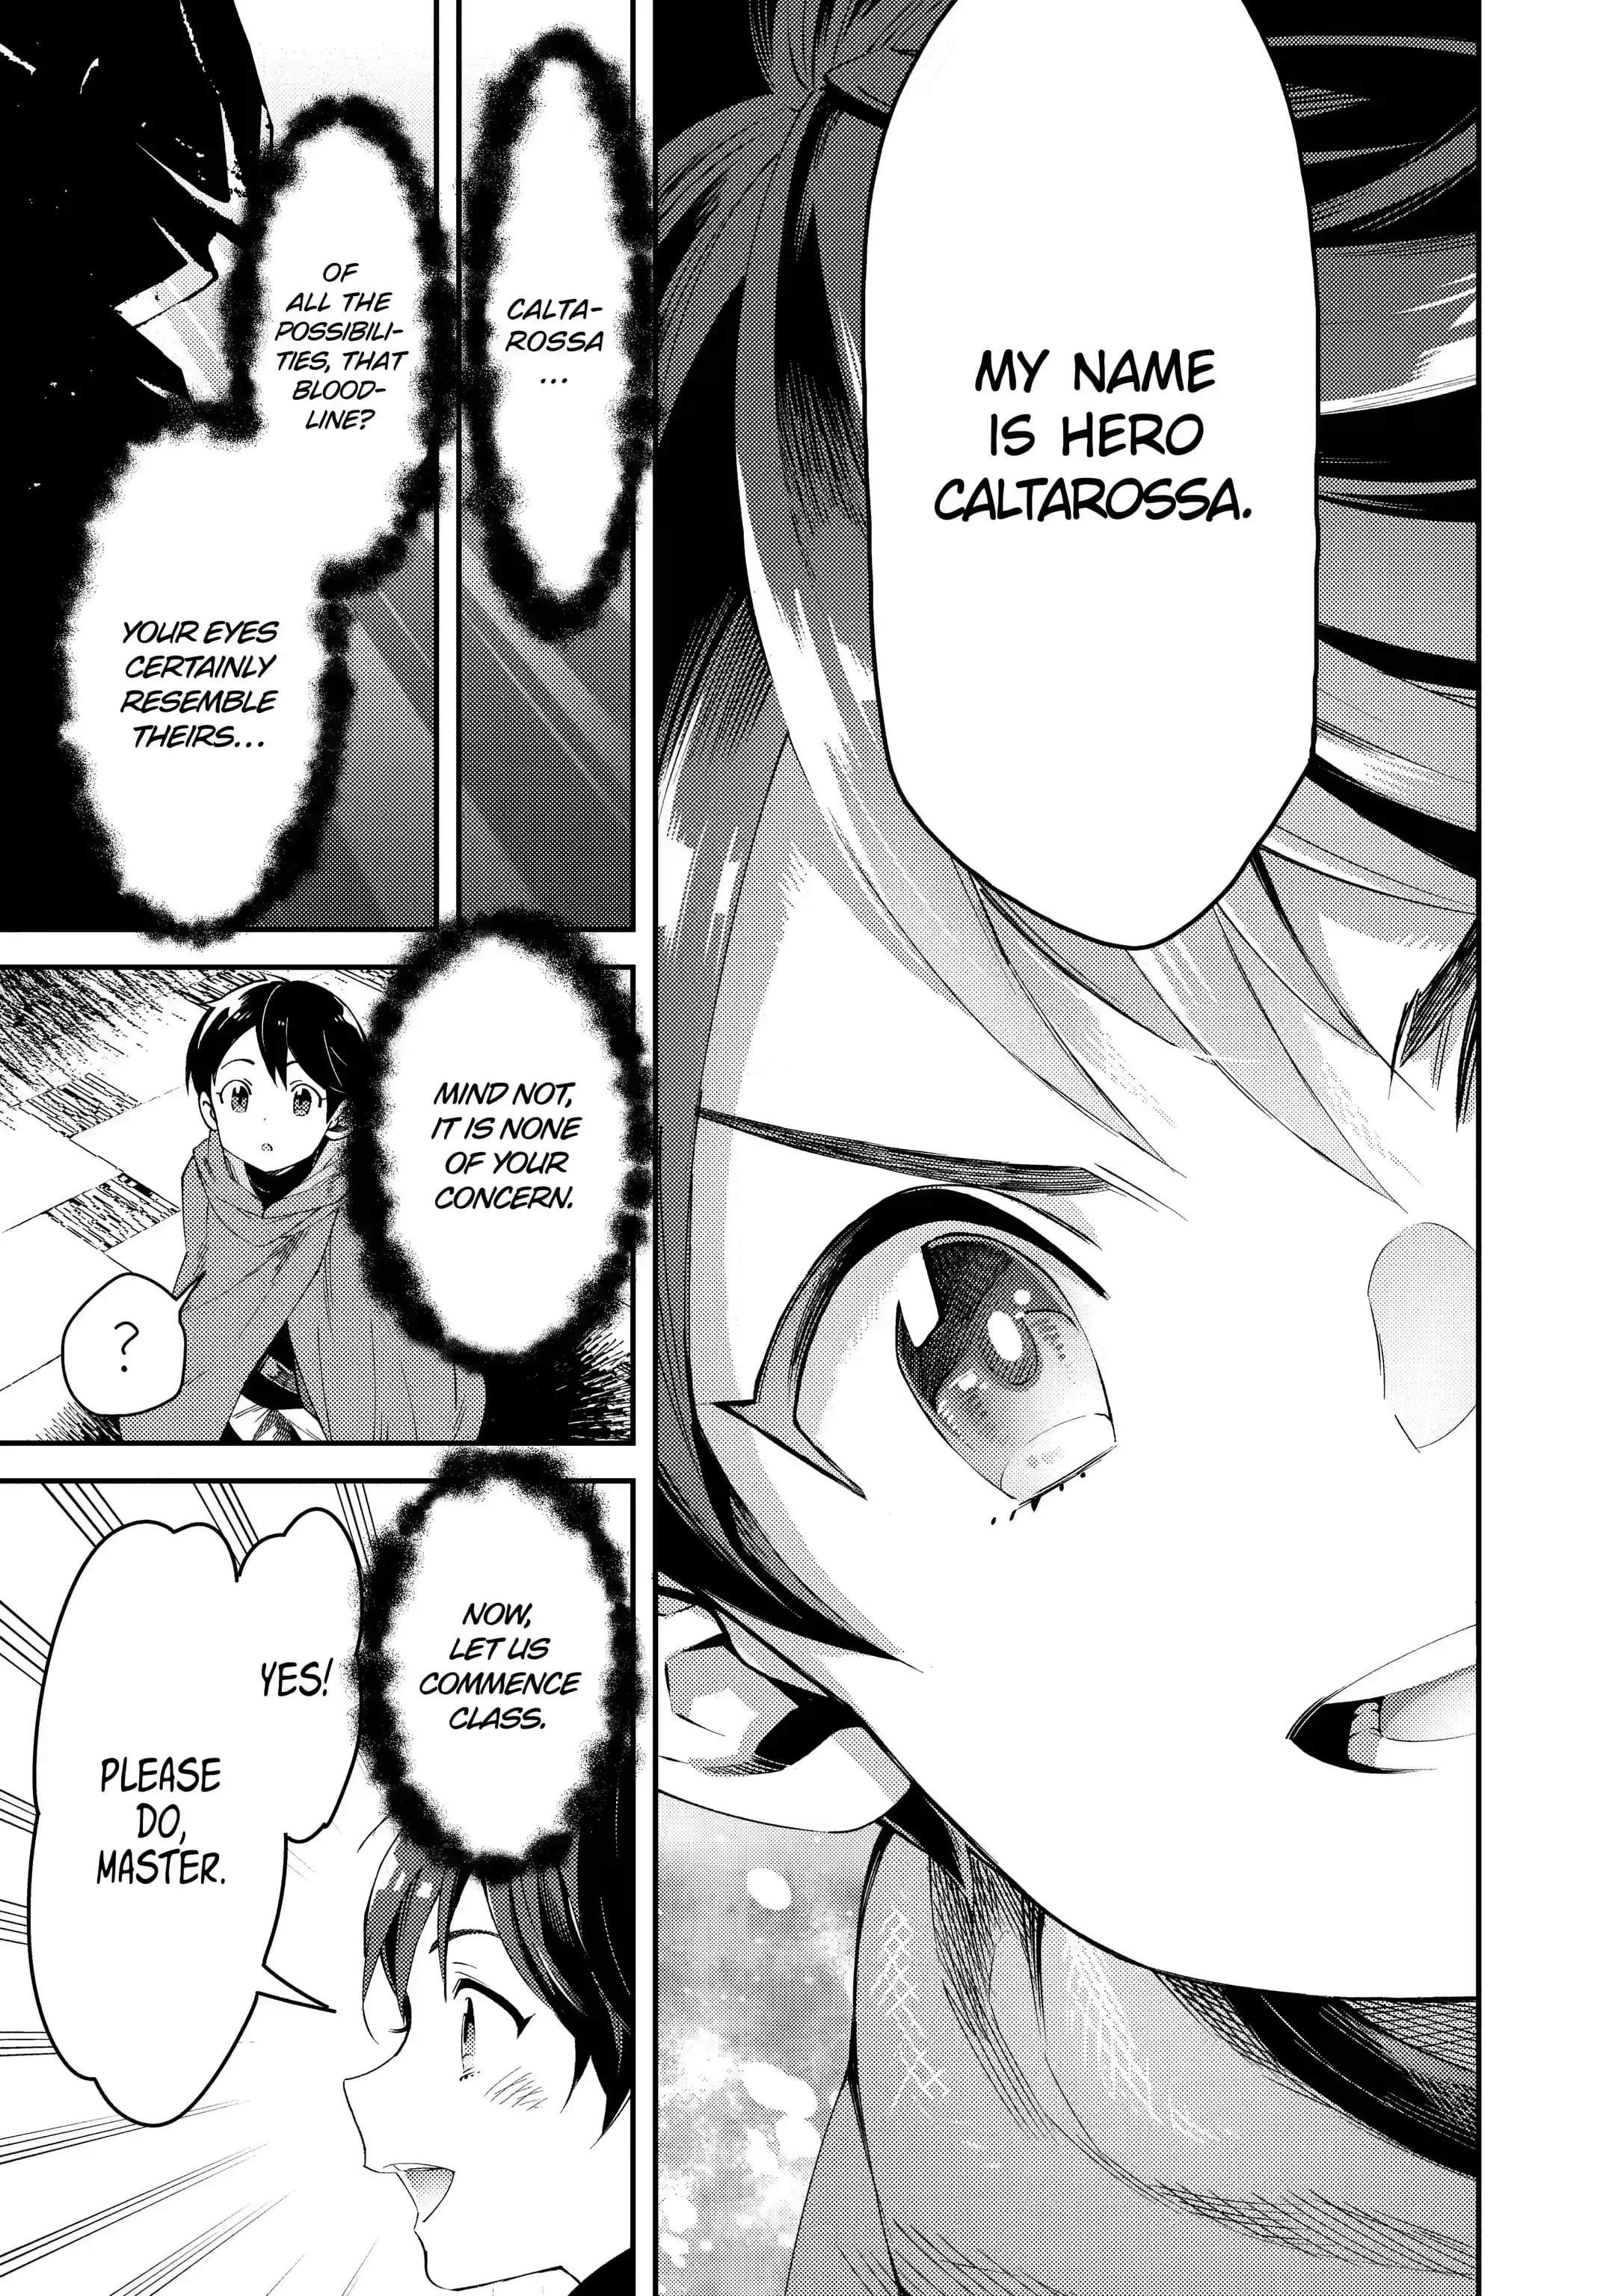 MY NAME
IS HERO
CALTAROSSA.
CALTA-
ROSSA
...
OF
ALL THE
POSSIBILI-
TIES, THAT
BLOOD-
LINE?
YOUR EYES
CERTAINLY
RESEMBLE
THEIRS...
MIND NOT,
IT IS NONE
OF YOUR
CONCERN.
?
NOW,
LET US
COMMENCE
CLASS.
YES!
PLEASE
DO,
MASTER.